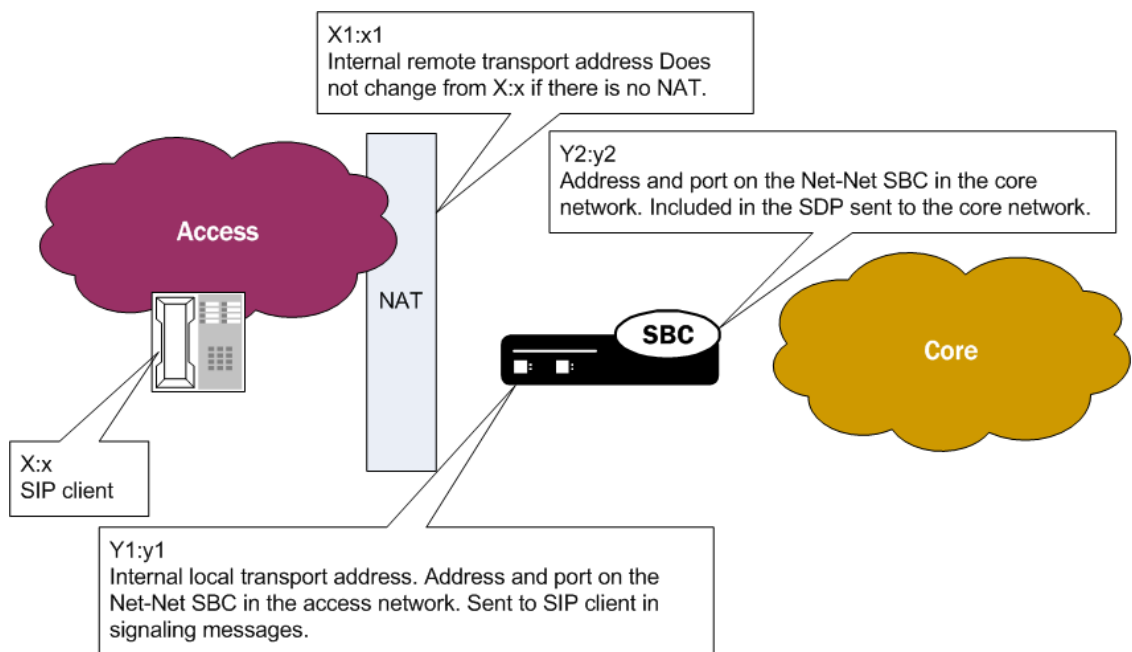 X1:x1
Internal remote transport address Does
not change from X:x if there is no NAT.
Y2:y2
Address and port on the Net-Net SBC in the core
network. Included in the SDP sent to the core network.
Access
NAT
SBC
Core
X:x
SIP client
Y1:y1
Internal local transport address. Address and port on the
Net-Net SBC in the access network. Sent to SIP client in
signaling messages.